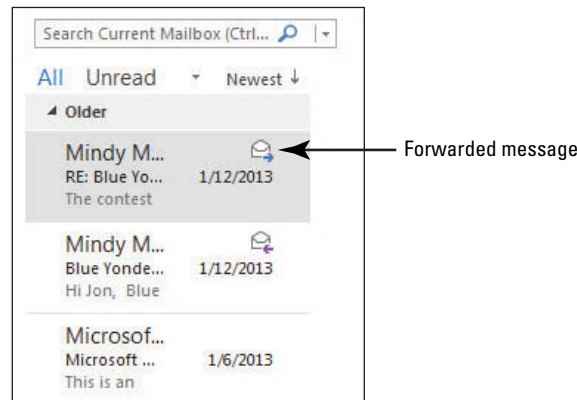 Search Current Mailbox (Ctrl...
All Unread Newest ↓
Older
Mindy M...
Forwarded message
RE: Blue Yo... 1/12/2013
The contest
Mindy M...
Blue Yonde... 1/12/2013
Hi Jon, Blue
Microsof...
Microsoft ... 1/6/2013
This is an